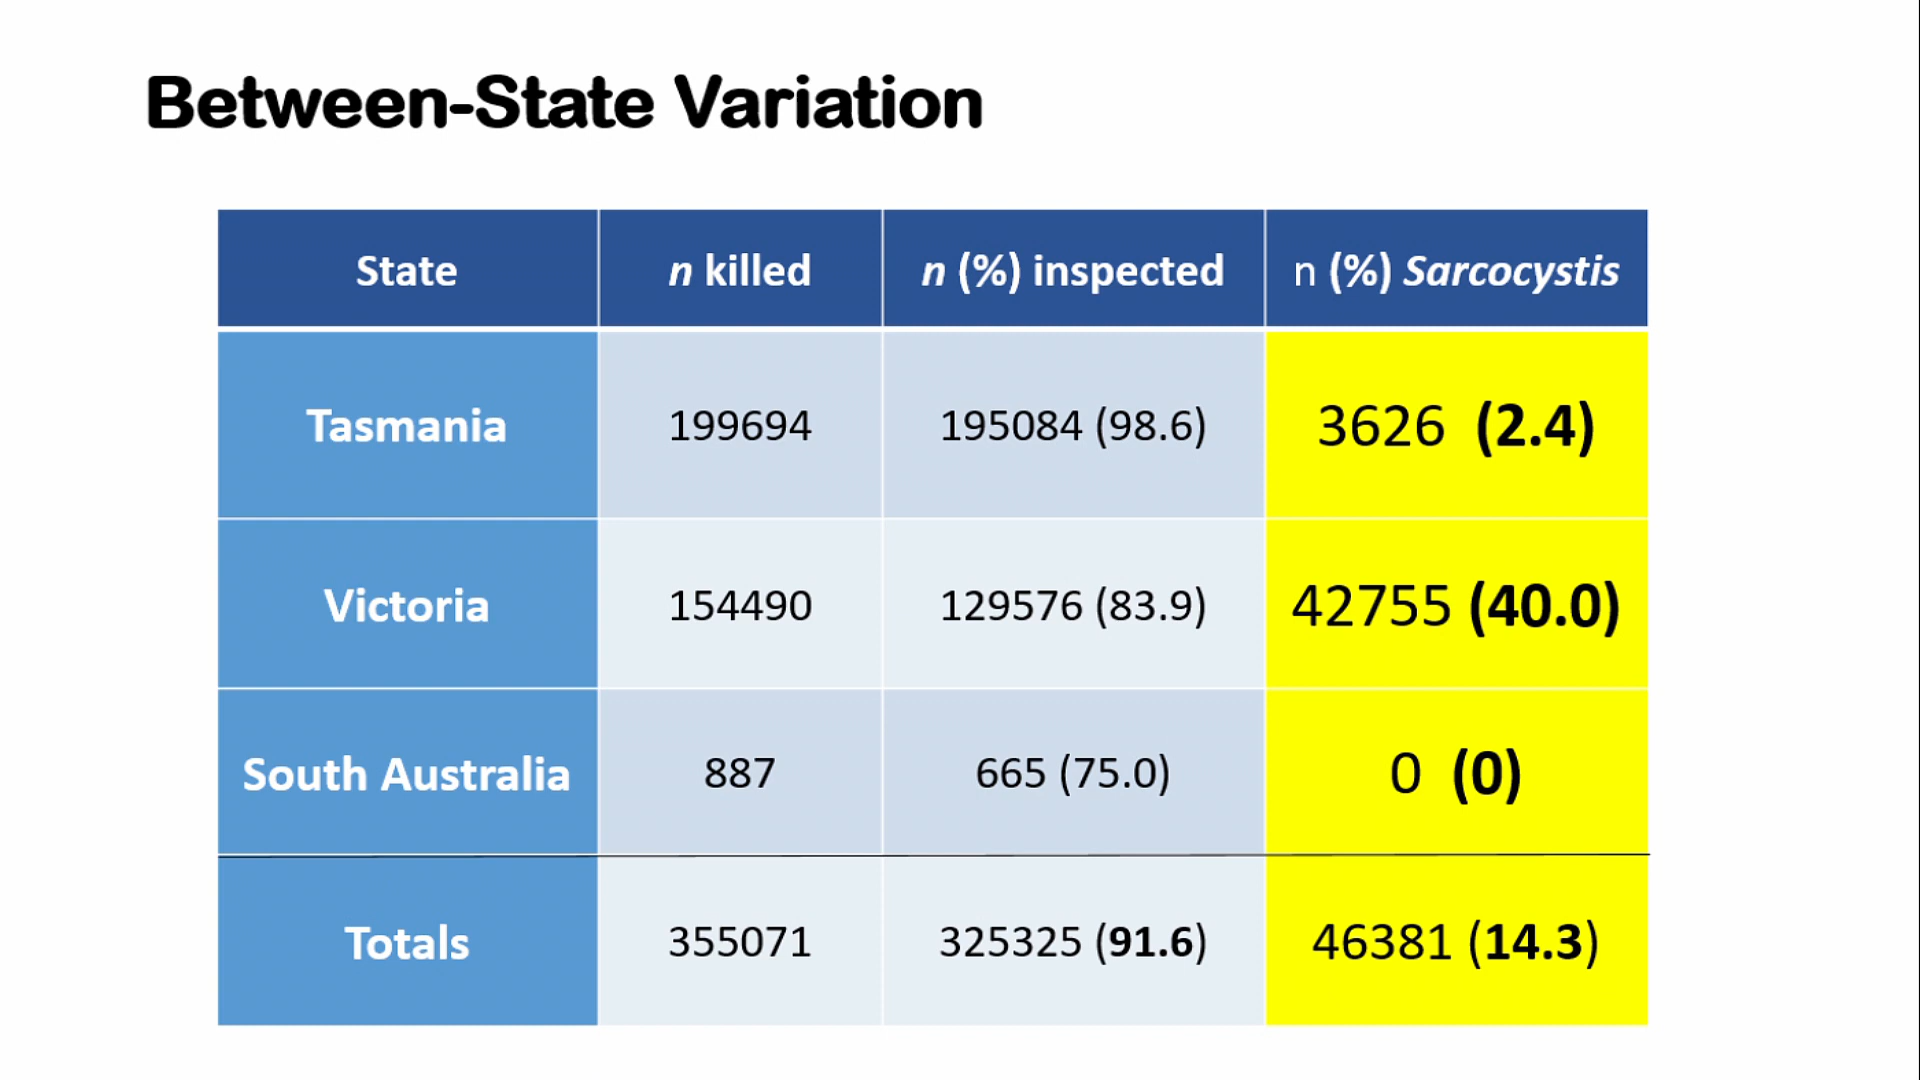 Between-State Variation
State n killed n (%) inspected n (%) Sarcocystis
Tasmania 199694 195084 (98.6) 3626 (2.4)
Victoria 154490 129576 (83.9) 42755 (40.0)
South Australia 887 665 (75.0) 0 (0)
Totals 355071 325325 (91.6) 46381 (14.3)